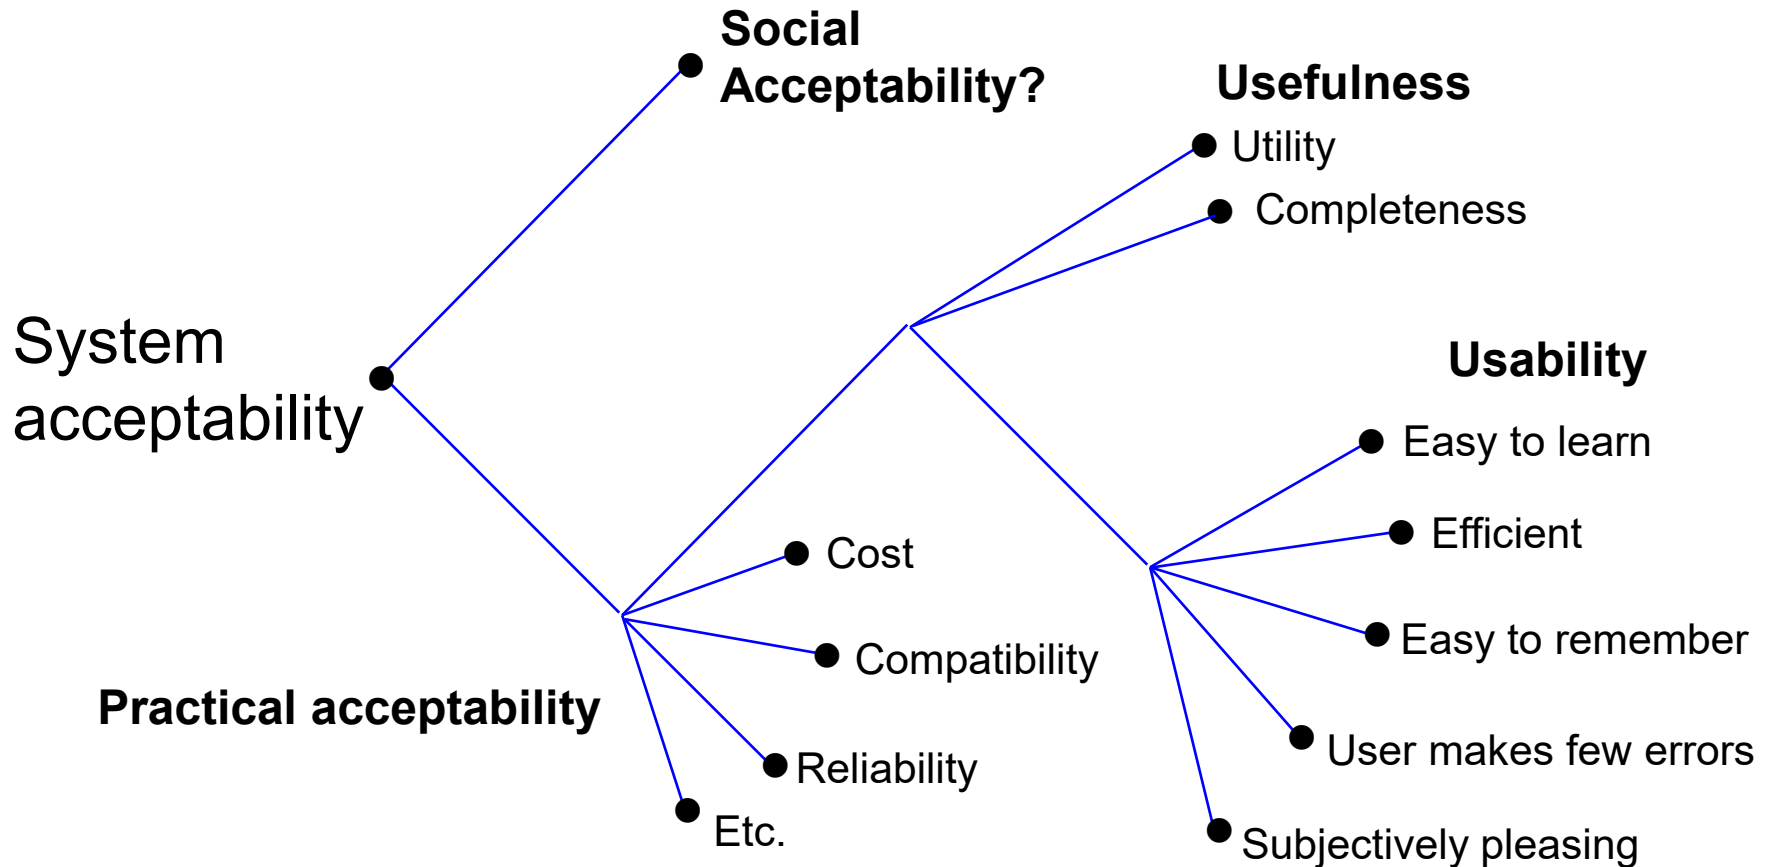 Social
Acceptability?
Usefulness
Utility
Completeness
System
acceptability
Usability
Easy to learn
Efficient
Cost
Easy to remember
Compatibility
Practical acceptability
User makes few errors
Reliability
Etc.
Subjectively pleasing